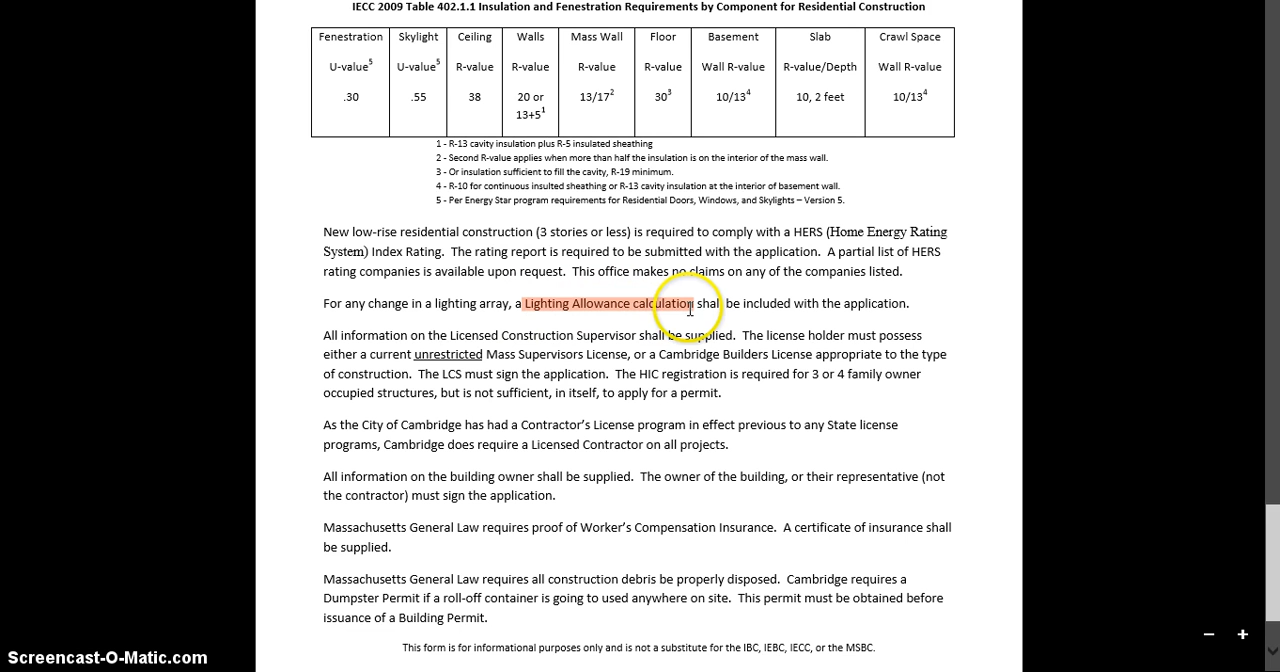 IECC 2009 Table 402.1.1 Insulation and Fenestration Requirements by Component for Residential Construction
Fenestration Skylight Ceiling Walls Mass Wall Floor Basement Slab Crawl Space
U-value5 U-value5 R-value R-value R-value R-value Wall R-value R-value/Depth Wall R-value
.30 .55 38 20 or 13/172 303 10/134 10, 2 feet 10/134
13+51
1 - R-13 cavity insulation plus R-5 insulated sheathing
2 - Second R-value applies when more than half the insulation is on the interior of the mass wall.
3 - Or insulation sufficient to fill the cavity, R-19 minimum.
4 - R-10 for continuous insulted sheathing or R-13 cavity insulation at the interior of basement wall.
5 - Per Energy Star program requirements for Residential Doors, Windows, and Skylights – Version 5.
New low-rise residential construction (3 stories or less) is required to comply with a HERS (Home Energy Rating
System) Index Rating. The rating report is required to be submitted with the application. A partial list of HERS
rating companies is available upon request. This office makes no claims on any of the companies listed.
For any change in a lighting array, a Lighting Allowance calculation shall be included with the application.
All information on the Licensed Construction Supervisor shall be supplied. The license holder must possess
either a current unrestricted Mass Supervisors License, or a Cambridge Builders License appropriate to the type
of construction. The LCS must sign the application. The HIC registration is required for 3 or 4 family owner
occupied structures, but is not sufficient, in itself, to apply for a permit.
As the City of Cambridge has had a Contractor's License program in effect previous to any State license
programs, Cambridge does require a Licensed Contractor on all projects.
All information on the building owner shall be supplied. The owner of the building, or their representative (not
the contractor) must sign the application.
Massachusetts General Law requires proof of Worker's Compensation Insurance. A certificate of insurance shall
be supplied.
Massachusetts General Law requires all construction debris be properly disposed. Cambridge requires a
Dumpster Permit if a roll-off container is going to used anywhere on site. This permit must be obtained before
issuance of a Building Permit.
This form is for informational purposes only and is not a substitute for the IBC, IEBC, IECC, or the MSBC.
Screencast-O-Matic.com